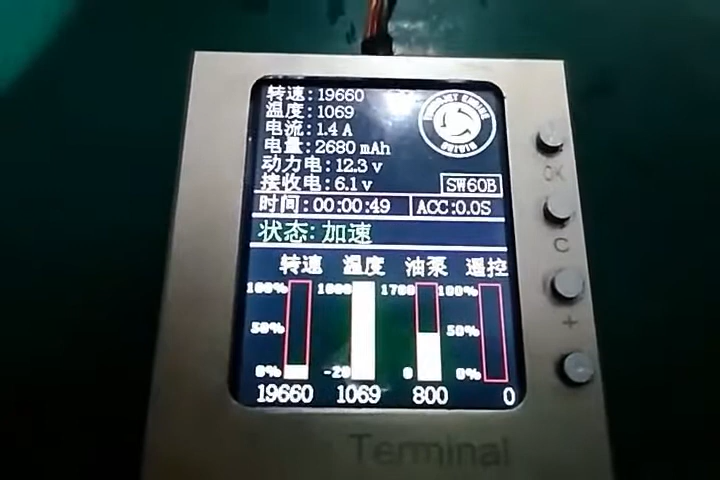 转速:19660
温度:1069
电流:1.4 A
电量:2680 mAh
动力电:12.3 v
接收电:6.1 v
SW60B
时间:00:00:49 ACC:0.0S
状态:加速
转速 温度 油泵 遥控
100% 1000 1700 100%
50% 50%
0% -20 0 0%
19660 1069 800 0
OK
C
+
-
Terminal